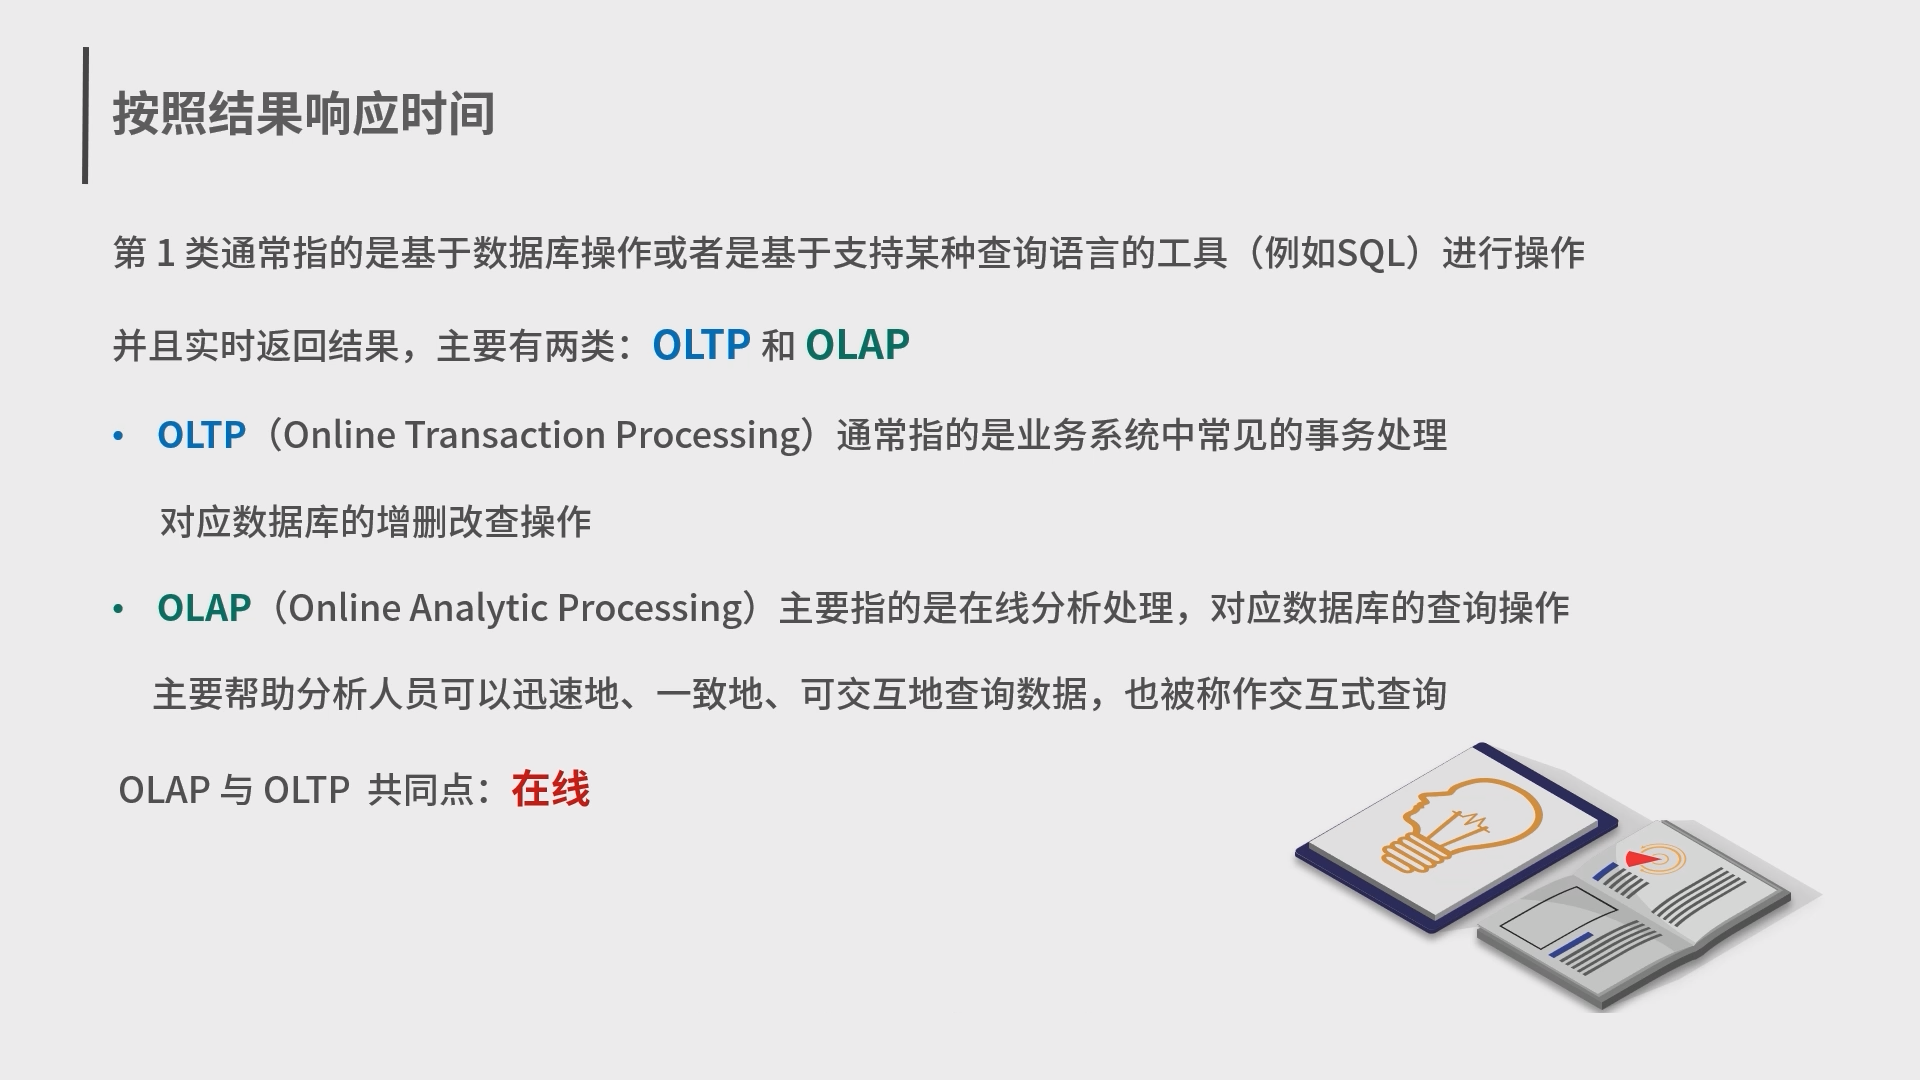 按照结果响应时间
第 1 类通常指的是基于数据库操作或者是基于支持某种查询语言的工具（例如SQL）进行操作
并且实时返回结果，主要有两类：OLTP 和 OLAP
• OLTP（Online Transaction Processing）通常指的是业务系统中常见的事务处理
对应数据库的增删改查操作
• OLAP（Online Analytic Processing）主要指的是在线分析处理，对应数据库的查询操作
主要帮助分析人员可以迅速地、一致地、可交互地查询数据，也被称作交互式查询
OLAP 与 OLTP 共同点：在线